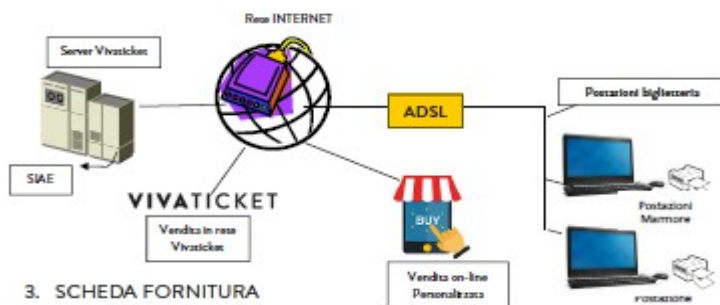 Rete INTERNET
Server Vivaticket
Postazioni biglietteria
ADSL
SIAE
VIVATICKET
Vendita in rete
Vivaticket
BUY
Postazioni
Marmore
Vendita on-line
Personalizzata
Postazione
3. SCHEDA FORNITURA